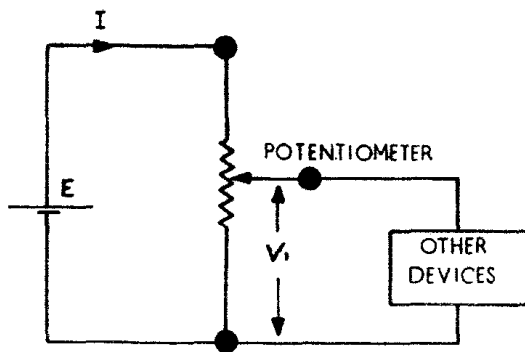 I
POTENTIOMETER
E
V₁
OTHER
DEVICES